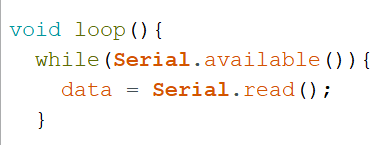 void loop(){
  while(Serial.available()){
    data = Serial.read();
  }